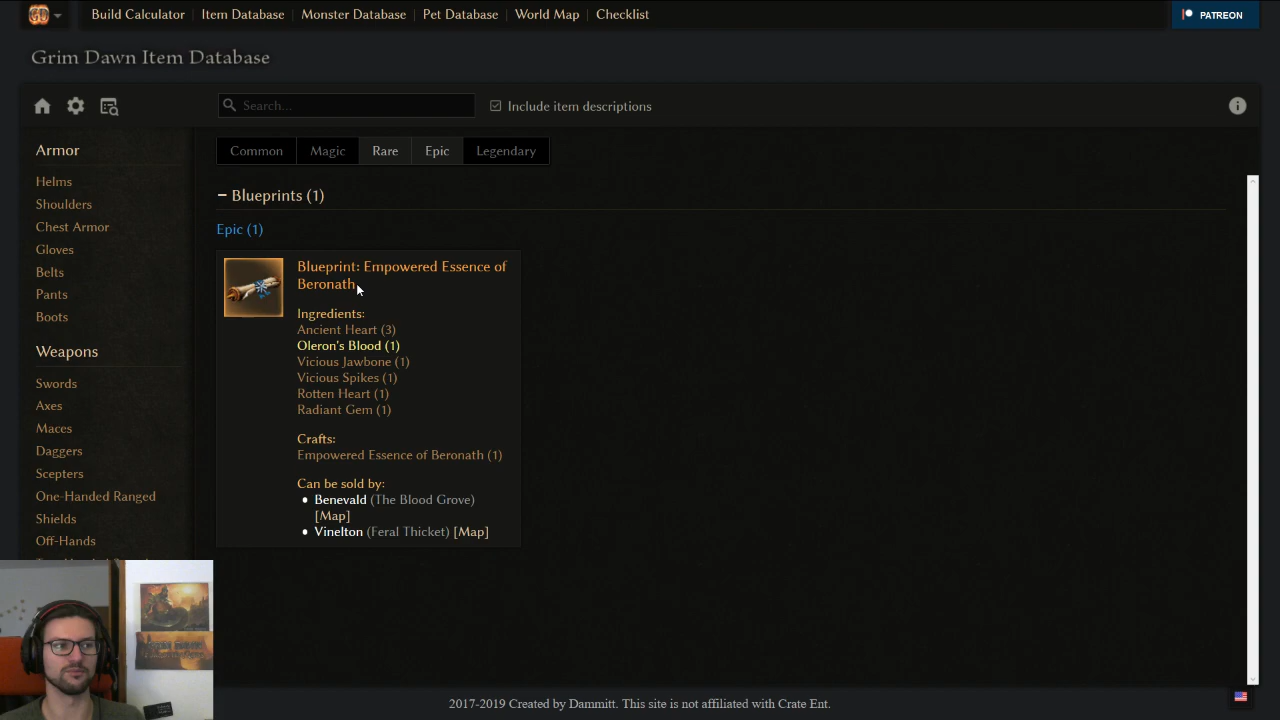 Build Calculator Item Database Monster Database Pet Database World Map Checklist PATREON
Grim Dawn Item Database
Search... Include item descriptions
Armor
Helms
Shoulders
Chest Armor
Gloves
Belts
Pants
Boots
Weapons
Swords
Axes
Maces
Daggers
Scepters
One-Handed Ranged
Shields
Off-Hands
Common Magic Rare Epic Legendary
Blueprints (1)
Epic (1)
Blueprint: Empowered Essence of
Beronath
Ingredients:
Ancient Heart (3)
Oleron's Blood (1)
Vicious Jawbone (1)
Vicious Spikes (1)
Rotten Heart (1)
Radiant Gem (1)
Crafts:
Empowered Essence of Beronath (1)
Can be sold by:
Benevald (The Blood Grove)
[Map]
Vinelton (Feral Thicket) [Map]
2017-2019 Created by Dammitt. This site is not affiliated with Crate Ent.